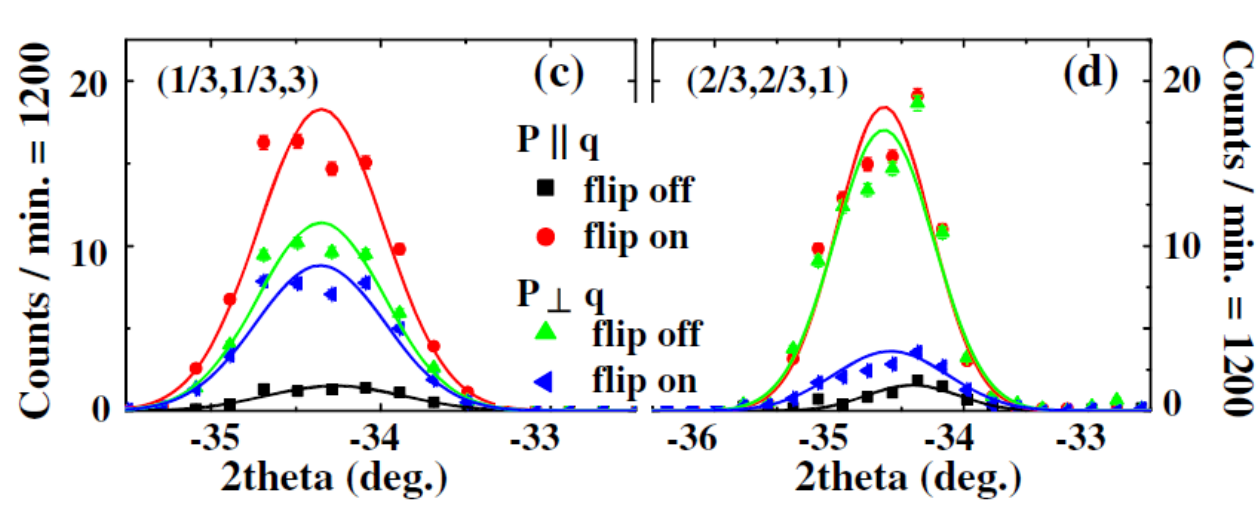 Counts / min. = 1200
20
10
0
(1/3,1/3,3)
(c)
-35
-34
-33
2theta (deg.)
P || q
flip off
flip on
P ⊥ q
flip off
flip on
(2/3,2/3,1)
(d)
-36
-35
-34
-33
2theta (deg.)
20
10
0
Counts / min. = 1200